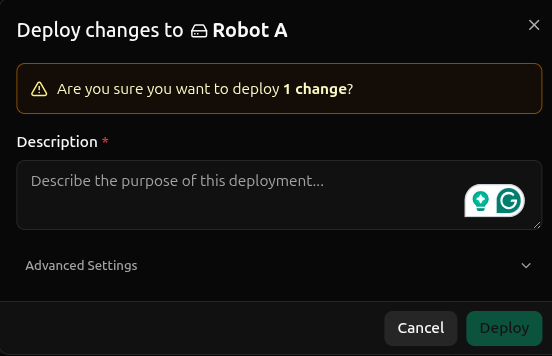 Deploy changes to Robot A
Are you sure you want to deploy 1 change?
Description *
Describe the purpose of this deployment...
Advanced Settings
Cancel Deploy